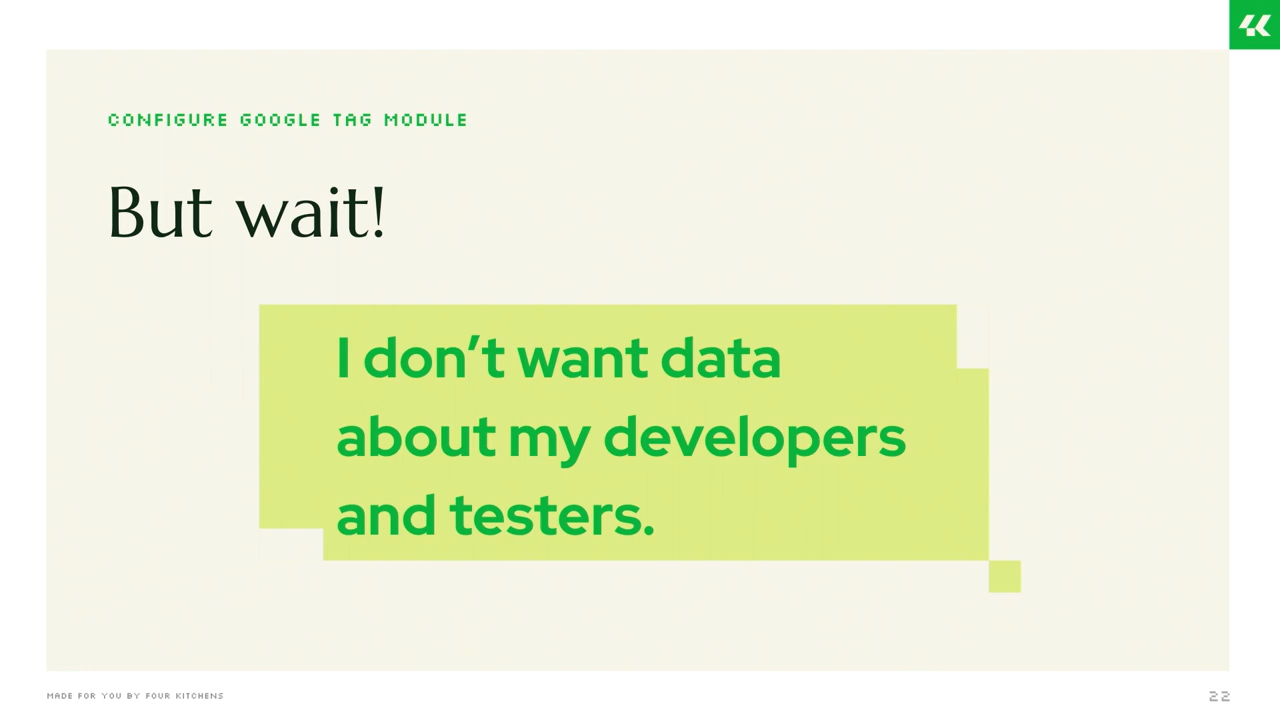 CONFIGURE GOOGLE TAG MODULE
But wait!
I don’t want data
about my developers
and testers.
MADE FOR YOU BY FOUR KITCHENS
22